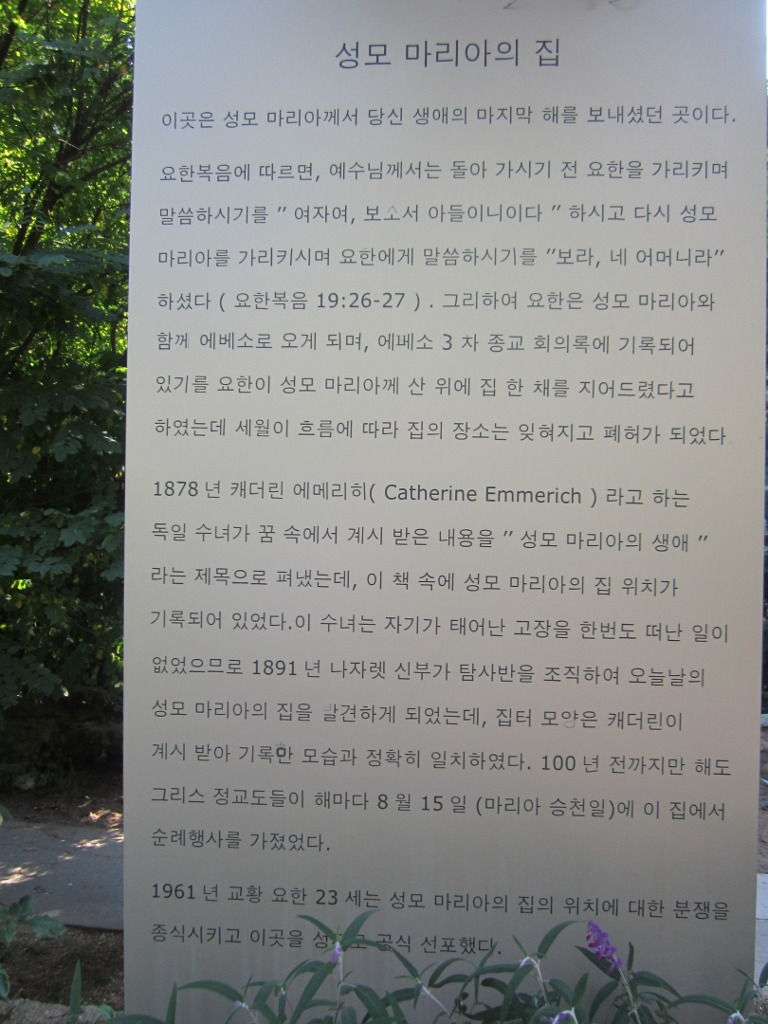 성모 마리아의 집
이곳은 성모 마리아께서 당신 생애의 마지막 해를 보내셨던 곳이다.
요한복음에 따르면, 예수님께서는 돌아 가시기 전 요한을 가리키며
말씀하시기를 ” 여자여, 보소서 아들이니이다 ” 하시고 다시 성모
마리아를 가리키시며 요한에게 말씀하시기를 ”보라, 네 어머니라”
하셨다 ( 요한복음 19:26-27 ) . 그리하여 요한은 성모 마리아와
함께 에베소로 오게 되며, 에베소 3 차 종교 회의록에 기록되어
있기를 요한이 성모 마리아께 산 위에 집 한 채를 지어드렸다고
하였는데 세월이 흐름에 따라 집의 장소는 잊혀지고 폐허가 되었다
1878 년 캐더린 에메리히( Catherine Emmerich ) 라고 하는
독일 수녀가 꿈 속에서 계시 받은 내용을 ” 성모 마리아의 생애 ”
라는 제목으로 펴냈는데, 이 책 속에 성모 마리아의 집 위치가
기록되어 있었다.이 수녀는 자기가 태어난 고장을 한번도 떠난 일이
없었으므로 1891 년 나자렛 신부가 탐사반을 조직하여 오늘날의
성모 마리아의 집을 발견하게 되었는데, 집터 모양은 캐더린이
계시 받아 기록한 모습과 정확히 일치하였다. 100 년 전까지만 해도
그리스 정교도들이 해마다 8 월 15 일 (마리아 승천일)에 이 집에서
순례행사를 가졌었다.
1961 년 교황 요한 23 세는 성모 마리아의 집의 위치에 대한 분쟁을
종식시키고 이곳을 공식 선포했다.